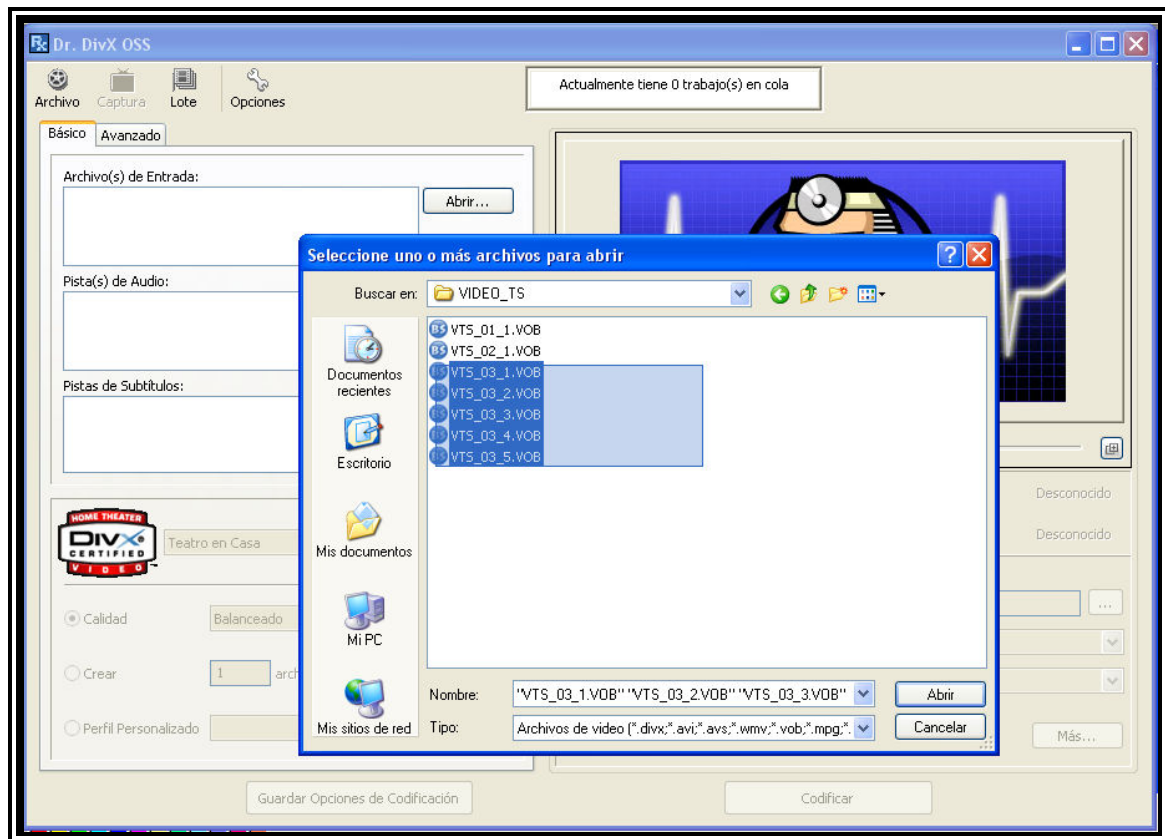 Dr. DivX OSS
Archivo Captura Lote Opciones
Actualmente tiene 0 trabajo(s) en cola
Básico Avanzado
Archivo(s) de Entrada:
Abrir...
Seleccione uno o más archivos para abrir
Pista(s) de Audio:
Buscar en: VIDEO_TS
VTS_01_1.VOB
VTS_02_1.VOB
VTS_03_1.VOB
VTS_03_2.VOB
VTS_03_3.VOB
VTS_03_4.VOB
VTS_03_5.VOB
Documentos recientes
Escritorio
Mis documentos
Mi PC
Mis sitios de red
Pistas de Subtítulos:
Desconocido
Desconocido
HOME THEATER
DIVX
CERTIFIED
VIDEO
Teatro en Casa
Calidad Balanceado
Crear 1 arch
Perfil Personalizado
Nombre: "VTS_03_1.VOB" "VTS_03_2.VOB" "VTS_03_3.VOB" Abrir
Tipo: Archivos de video (*.divx;*.avi;*.avs;*.wmv;*.vob;*.mpg;*. Cancelar
...
Más...
Guardar Opciones de Codificación
Codificar